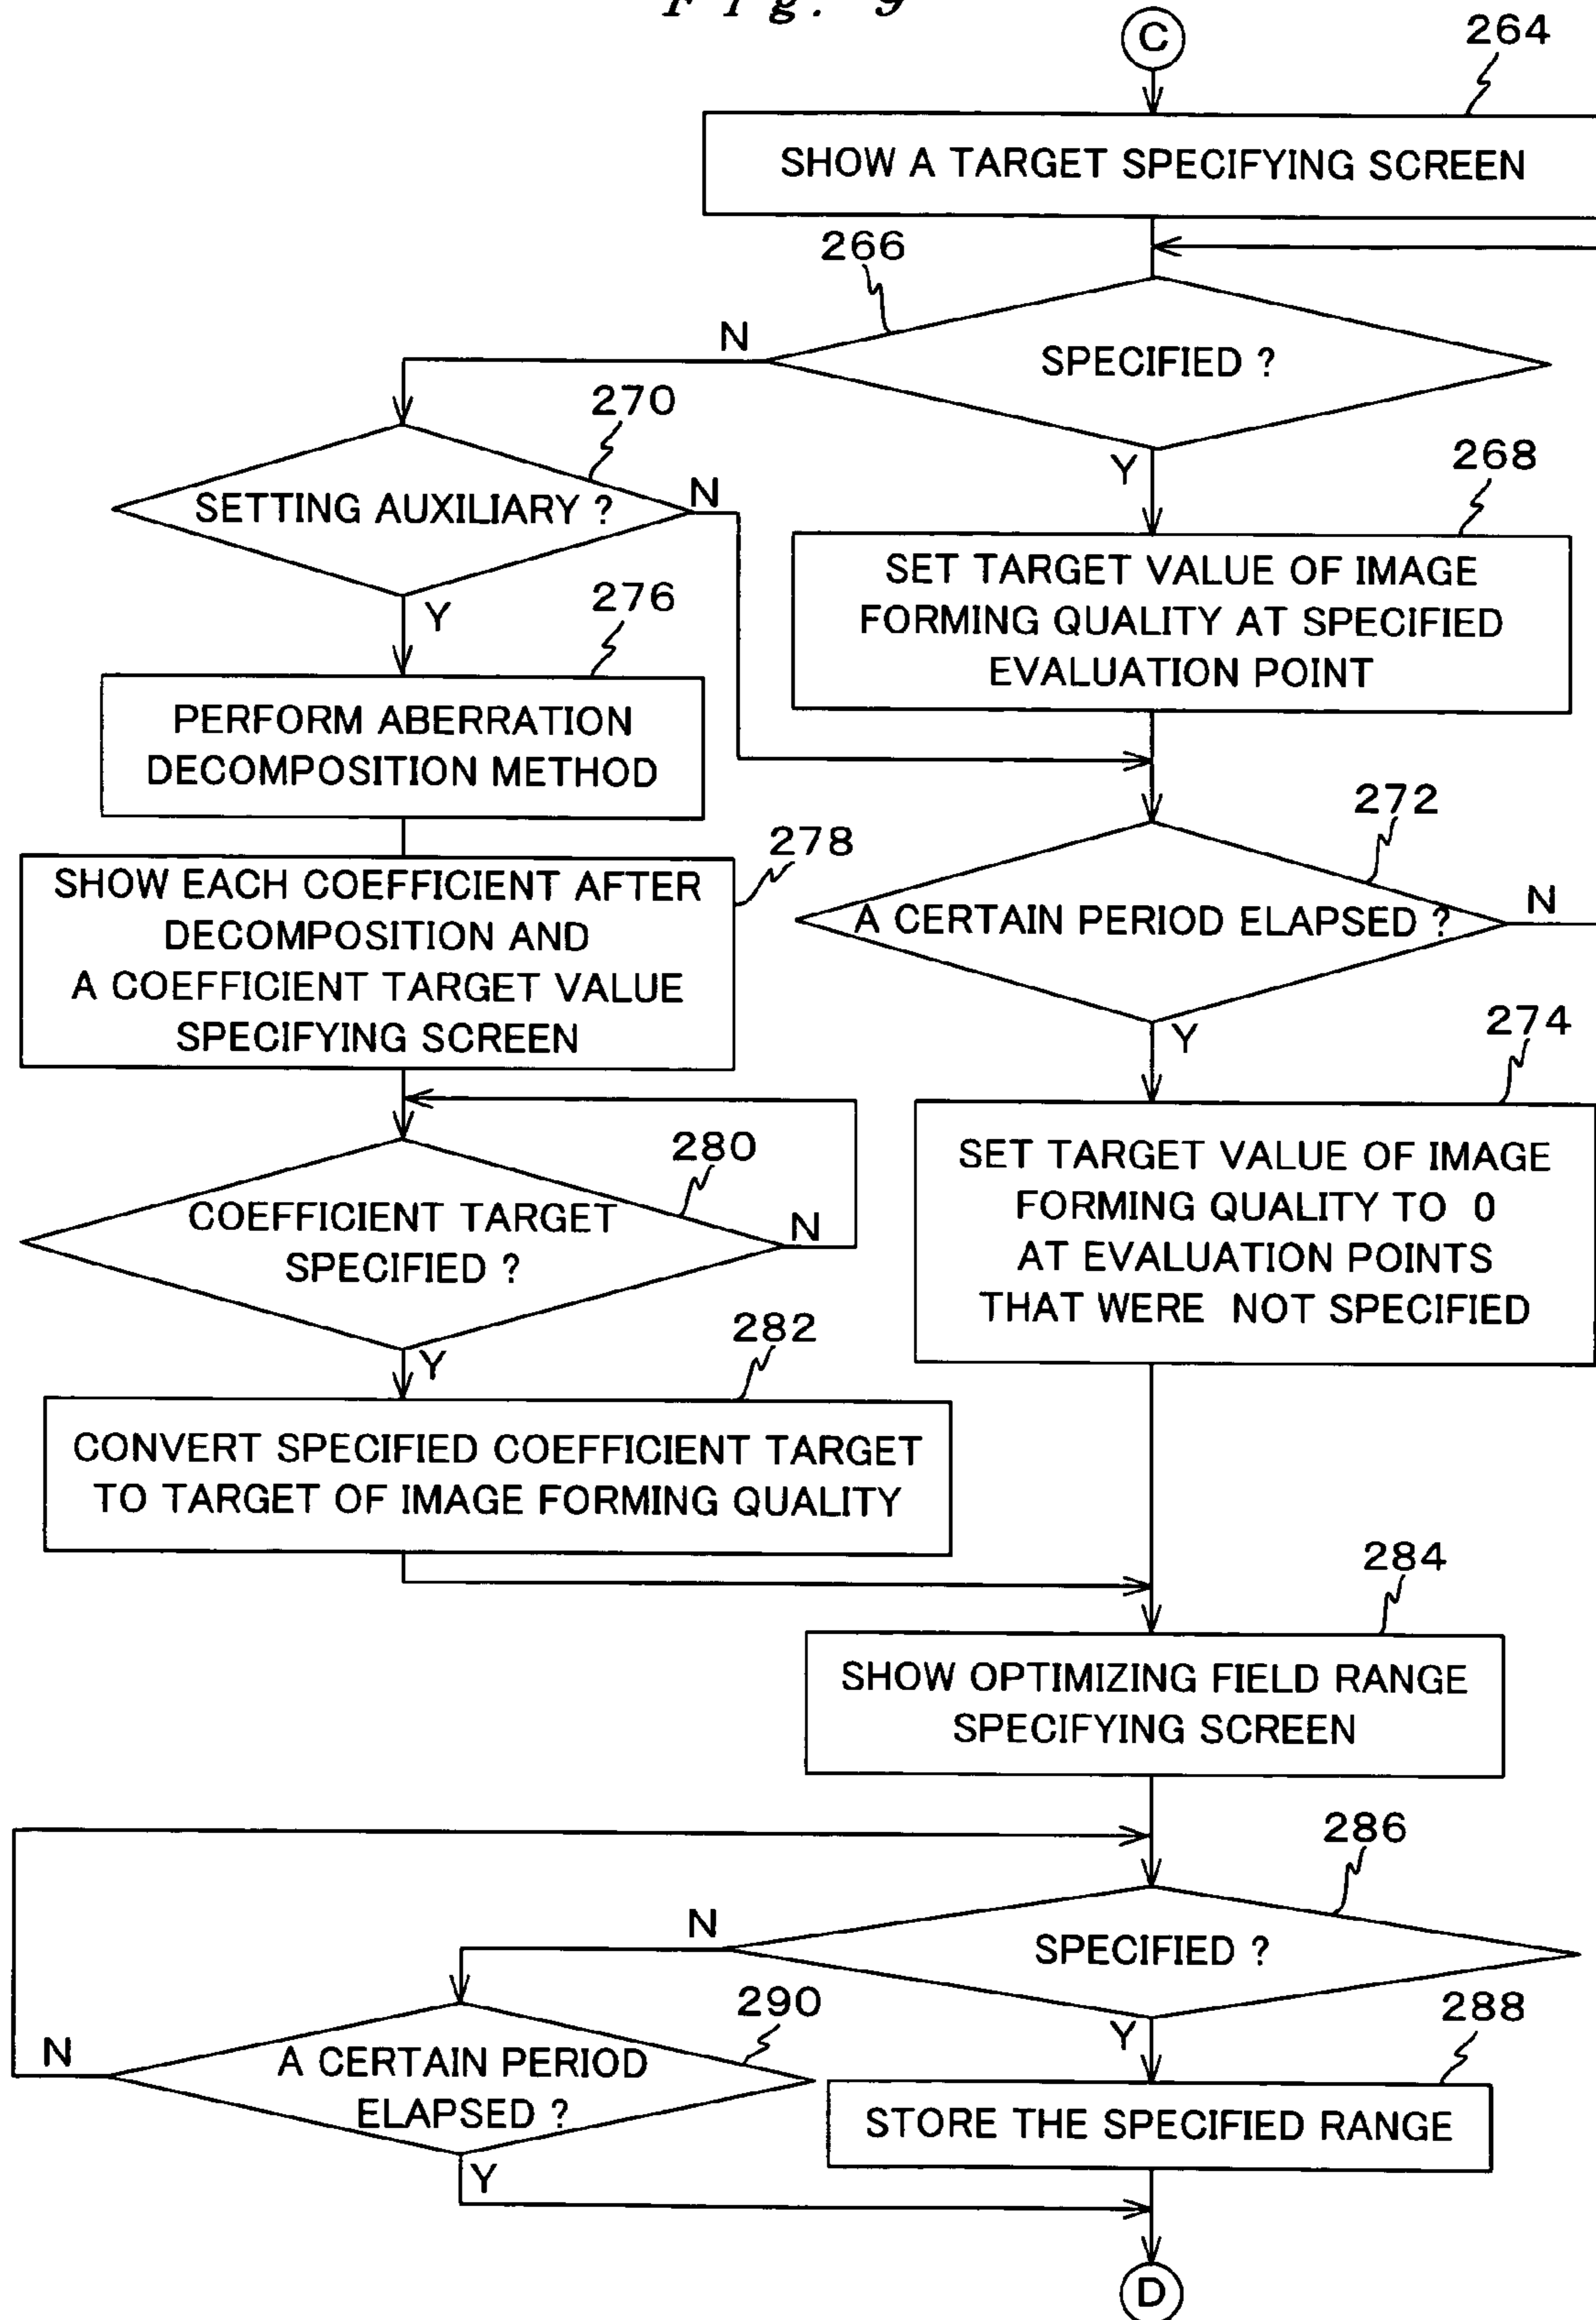 Fig. 9
C
264
SHOW A TARGET SPECIFYING SCREEN
266
N
SPECIFIED ?
270
Y
268
SETTING AUXILIARY ?
N
SET TARGET VALUE OF IMAGE
FORMING QUALITY AT SPECIFIED
EVALUATION POINT
Y
276
PERFORM ABERRATION
DECOMPOSITION METHOD
272
A CERTAIN PERIOD ELAPSED ?
N
278
SHOW EACH COEFFICIENT AFTER
DECOMPOSITION AND
A COEFFICIENT TARGET VALUE
SPECIFYING SCREEN
Y
274
SET TARGET VALUE OF IMAGE
FORMING QUALITY TO 0
AT EVALUATION POINTS
THAT WERE NOT SPECIFIED
280
COEFFICIENT TARGET
SPECIFIED ?
N
Y
282
CONVERT SPECIFIED COEFFICIENT TARGET
TO TARGET OF IMAGE FORMING QUALITY
284
SHOW OPTIMIZING FIELD RANGE
SPECIFYING SCREEN
286
N
SPECIFIED ?
290
Y
288
N
A CERTAIN PERIOD
ELAPSED ?
STORE THE SPECIFIED RANGE
Y
D